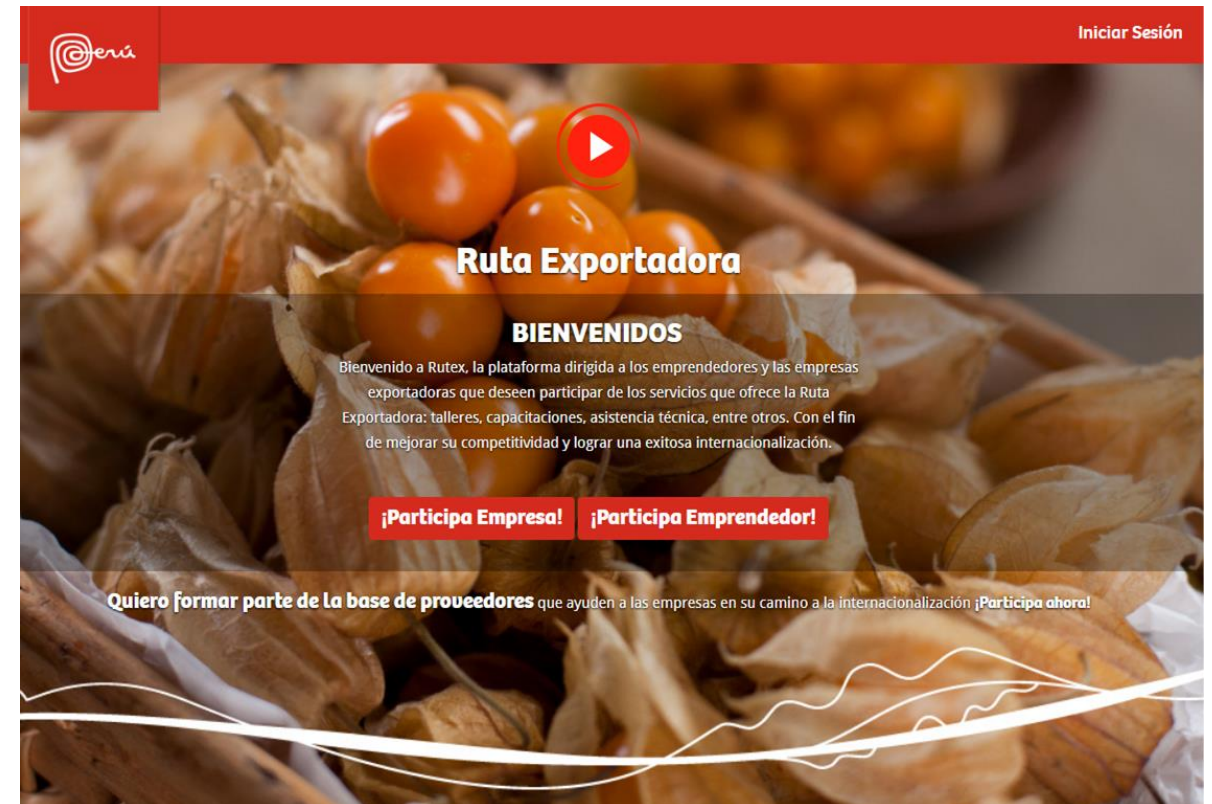 Perú
Iniciar Sesión
Ruta Exportadora
BIENVENIDOS
Bienvenido a Rutex, la plataforma dirigida a los emprendedores y las empresas
exportadoras que deseen participar de los servicios que ofrece la Ruta
Exportadora: talleres, capacitaciones, asistencia técnica, entre otros. Con el fin
de mejorar su competitividad y lograr una exitosa internacionalización.
¡Participa Empresa! ¡Participa Emprendedor!
Quiero formar parte de la base de proveedores que ayuden a las empresas en su camino a la internacionalización ¡Participa ahora!